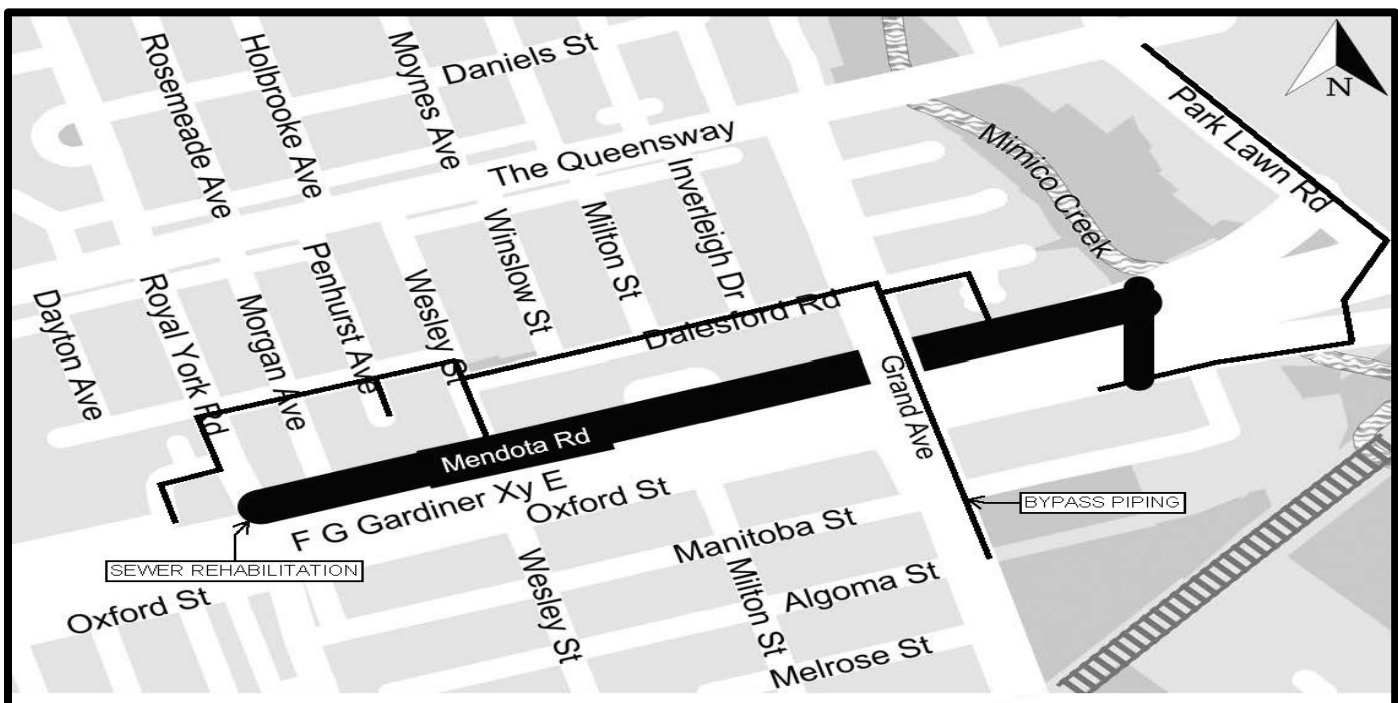 Rosemeade Ave
Holbrooke Ave
Moynes Ave
Daniels St
N
Park Lawn Rd
The Queensway
Mimico Creek
Inverleigh Dr
Milton St
Winslow St
Penhurst Ave
Wesley St
Morgan Ave
Royal York Rd
Dayton Ave
Dalesford Rd
Grand Ave
Mendota Rd
F G Gardiner Xy E
Oxford St
BYPASS PIPING
Manitoba St
SEWER REHABILITATION
Oxford St
Wesley St
Milton St
Algoma St
Melrose St